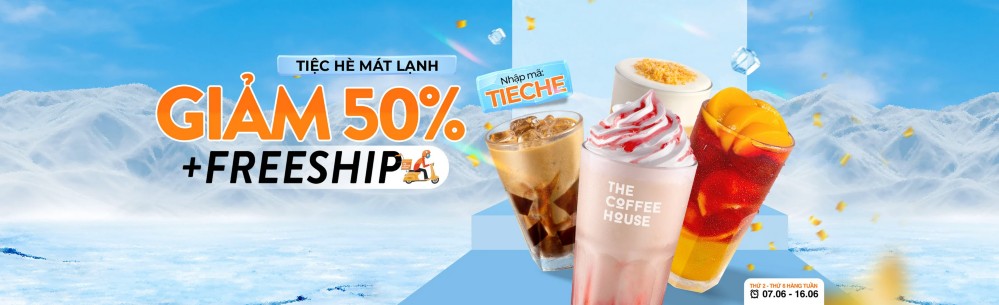 TIỆC HÈ MÁT LẠNH
GIẢM 50%
+FREESHIP
Nhập mã:
TIECHE
THE
COFFEE
HOUSE
THỨ 2 - THỨ 5 HÀNG TUẦN
07.06 - 16.06